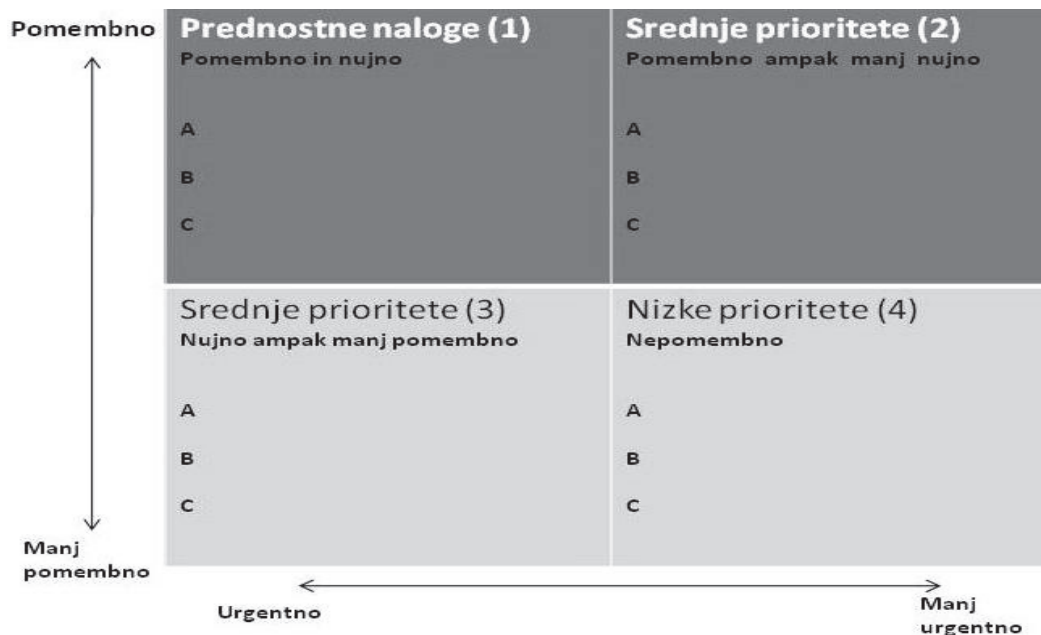 Pomembno
Prednostne naloge (1)
Pomembno in nujno
A
B
C
Srednje prioritete (2)
Pomembno ampak manj nujno
A
B
C
Srednje prioritete (3)
Nujno ampak manj pomembno
A
B
C
Nizke prioritete (4)
Nepomembno
A
B
C
Manj
pomembno
Urgentno
Manj
urgentno